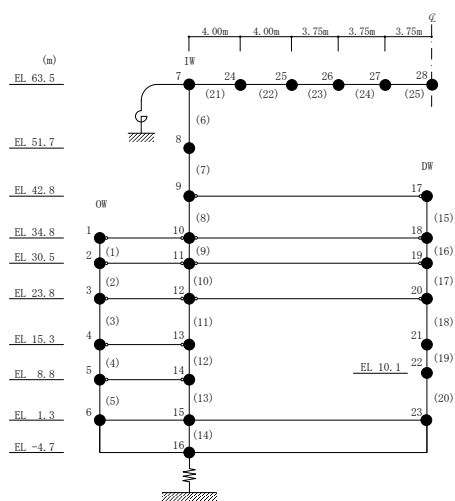 ℄
4.00m 4.00m 3.75m 3.75m 3.75m
(m)
IW
EL 63.5 7 24 25 26 27 28
(21) (22) (23) (24) (25)
(6)
EL 51.7 8
(7)
DW
EL 42.8 9 17
OW
(8) (15)
EL 34.8 1 10 18
(1) (9) (16)
EL 30.5 2 11 19
(2) (10) (17)
EL 23.8 3 12 20
(3) (11) (18)
EL 15.3 4 13 21
(4) (12) (19)
EL 10.1 22
EL 8.8 5 14
(5) (13) (20)
EL 1.3 6 15 23
(14)
EL -4.7 16